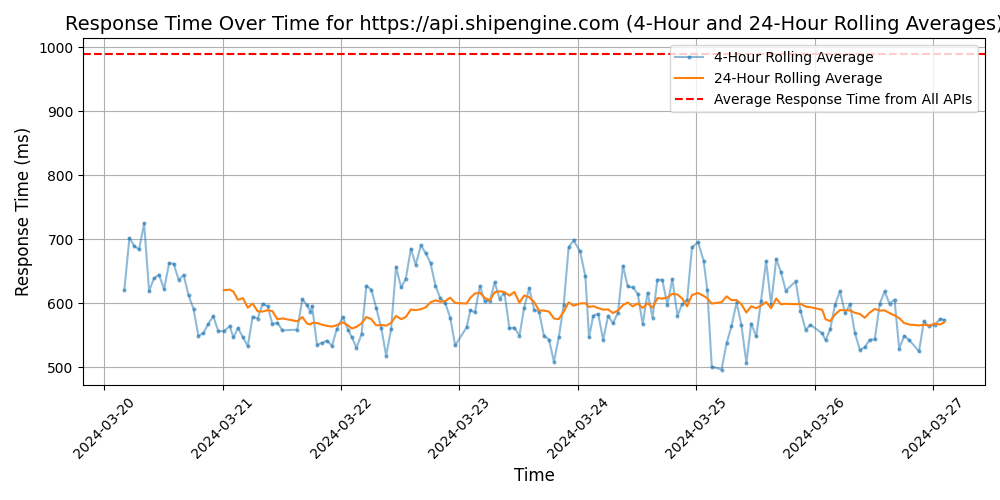 Response Time Over Time for https://api.shipengine.com (4-Hour and 24-Hour Rolling Averages)
4-Hour Rolling Average
24-Hour Rolling Average
Average Response Time from All APIs
Response Time (ms)
1000
900
800
700
600
500
2024-03-20
2024-03-21
2024-03-22
2024-03-23
2024-03-24
2024-03-25
2024-03-26
2024-03-27
Time